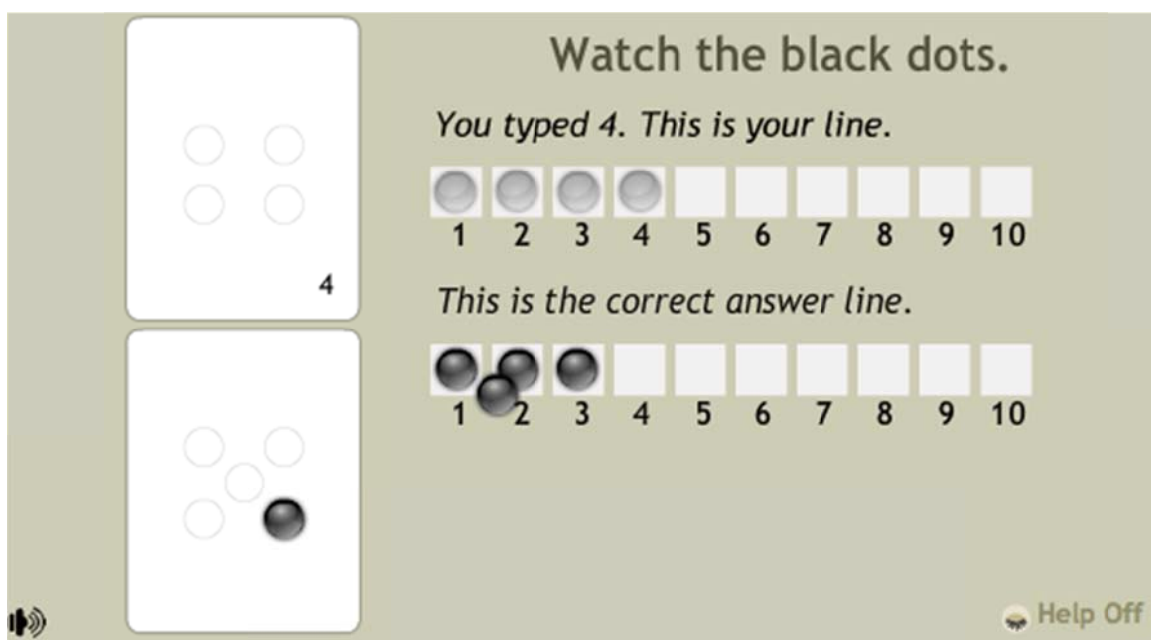 Watch the black dots.
You typed 4. This is your line.
1 2 3 4 5 6 7 8 9 10
4
This is the correct answer line.
1 2 3 4 5 6 7 8 9 10
Help Off